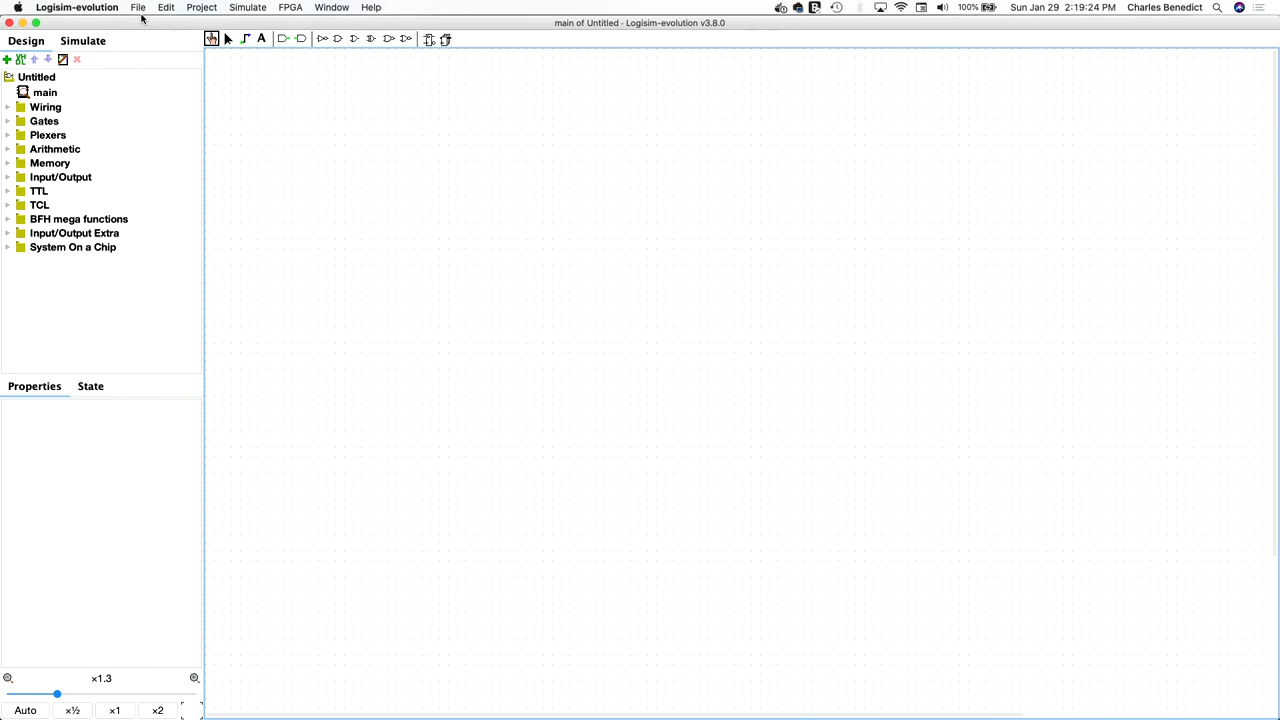 Logisim-evolution File Edit Project Simulate FPGA Window Help 100% Sun Jan 29 2:19:24 PM Charles Benedict
main of Untitled · Logisim-evolution v3.8.0
Design Simulate
A
Untitled
main
Wiring
Gates
Plexers
Arithmetic
Memory
Input/Output
TTL
TCL
BFH mega functions
Input/Output Extra
System On a Chip
Properties State
×1.3
Auto ×½ ×1 ×2